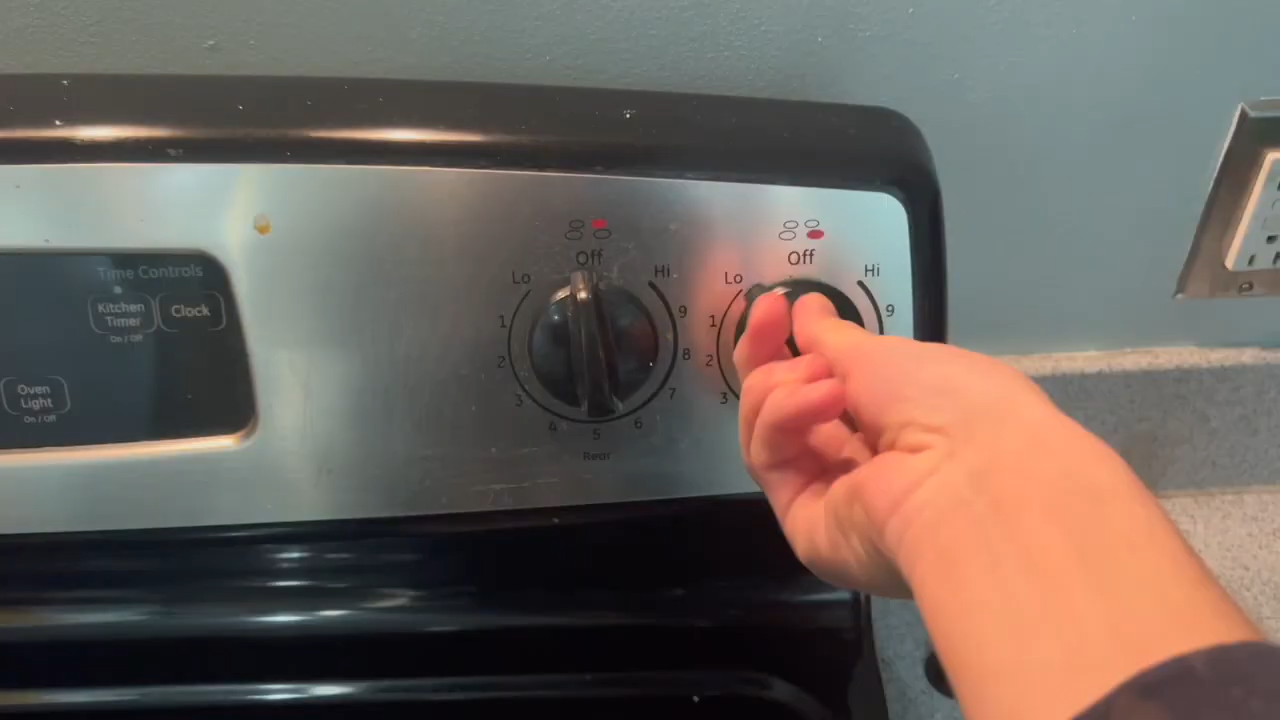 Time Controls
Kitchen
Timer
On / Off
Clock
Oven
Light
On / Off
Off
Lo
Hi
1
2
3
4
5
6
7
8
9
Rear
Off
Lo
Hi
1
2
3
9